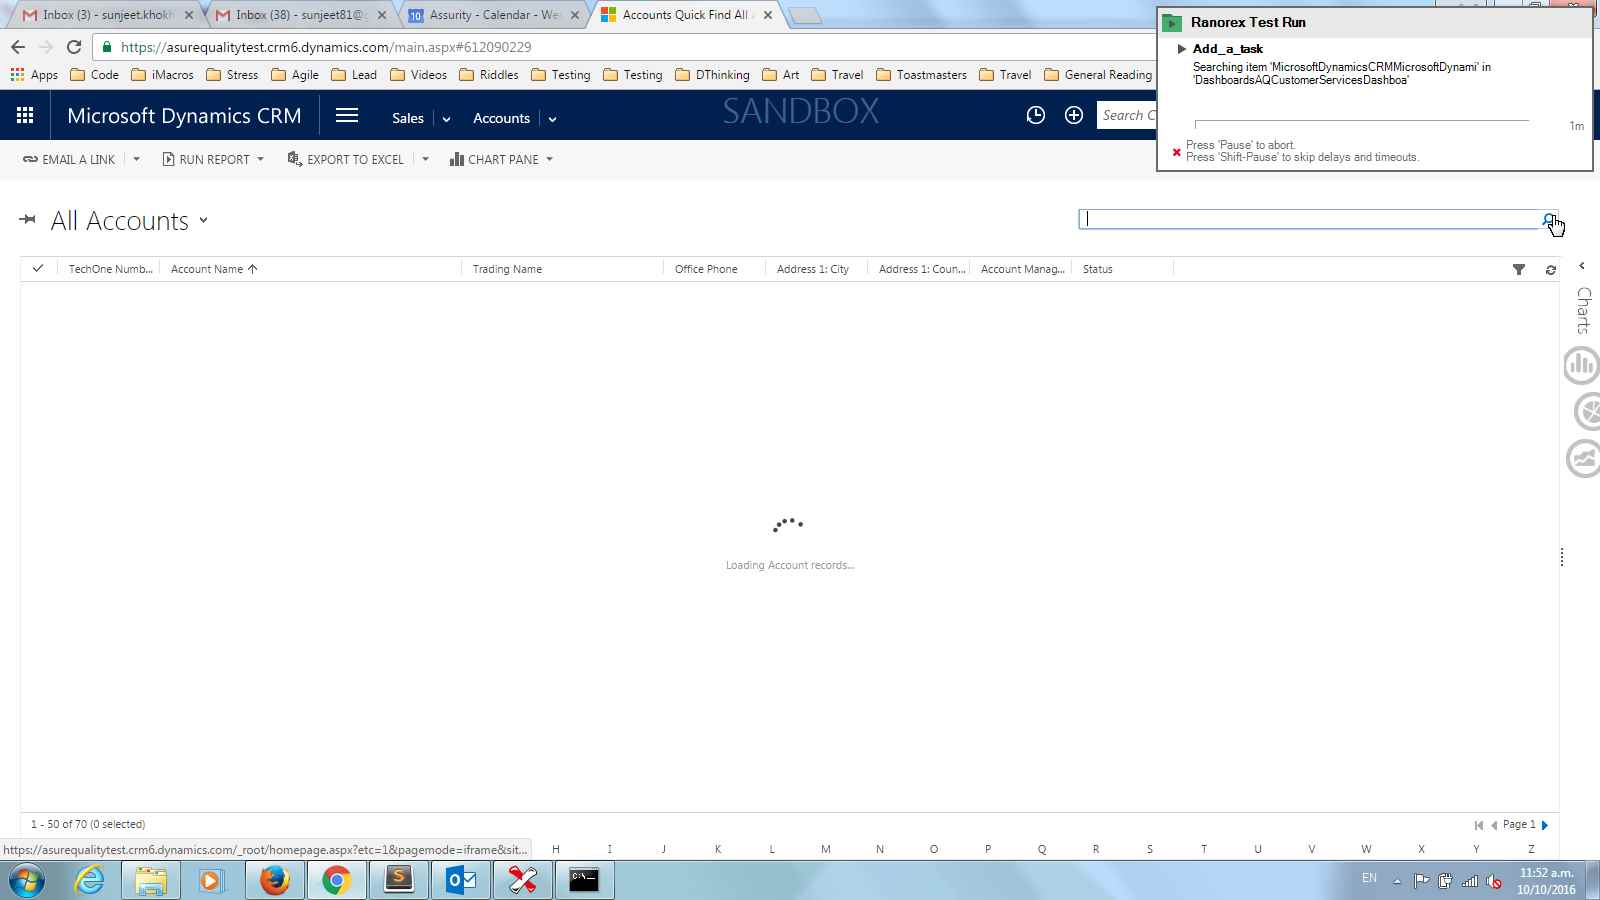 Inbox (3) - sunjeet.khokh
Inbox (38) - sunjeet81@g
10 Assurity - Calendar - We
Accounts Quick Find All
https://asurequalitytest.crm6.dynamics.com/main.aspx#612090229
Apps Code iMacros Stress Agile Lead Videos Riddles Testing Testing DThinking Art Travel Toastmasters Travel General Reading
Ranorex Test Run
Add_a_task
Searching item 'MicrosoftDynamicsCRMMicrosoftDynami' in
'DashboardsAQCustomerServicesDashboa'
1m
Press 'Pause' to abort.
Press 'Shift-Pause' to skip delays and timeouts.
Microsoft Dynamics CRM Sales Accounts SANDBOX Search C
EMAIL A LINK RUN REPORT EXPORT TO EXCEL CHART PANE
All Accounts
TechOne Numb... Account Name Trading Name Office Phone Address 1: City Address 1: Coun... Account Manag... Status
Charts
Loading Account records...
1 - 50 of 70 (0 selected) Page 1
https://asurequalitytest.crm6.dynamics.com/_root/homepage.aspx?etc=1&pagemode=iframe&sit...
H I J K L M N O P Q R S T U V W X Y Z
EN
11:52 a.m.
10/10/2016